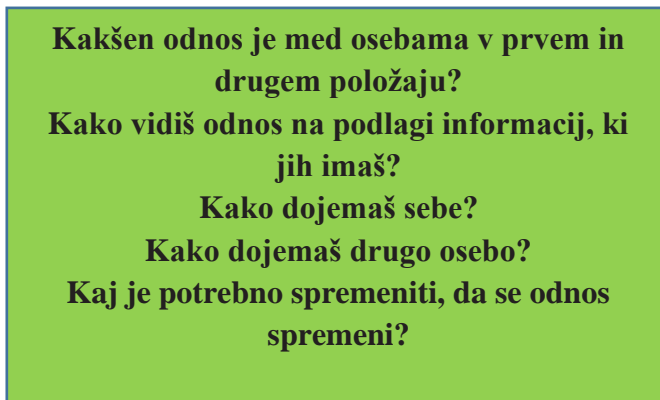 Kakšen odnos je med osebama v prvem in
drugem položaju?
Kako vidiš odnos na podlagi informacij, ki
jih imaš?
Kako dojemaš sebe?
Kako dojemaš drugo osebo?
Kaj je potrebno spremeniti, da se odnos
spremeni?